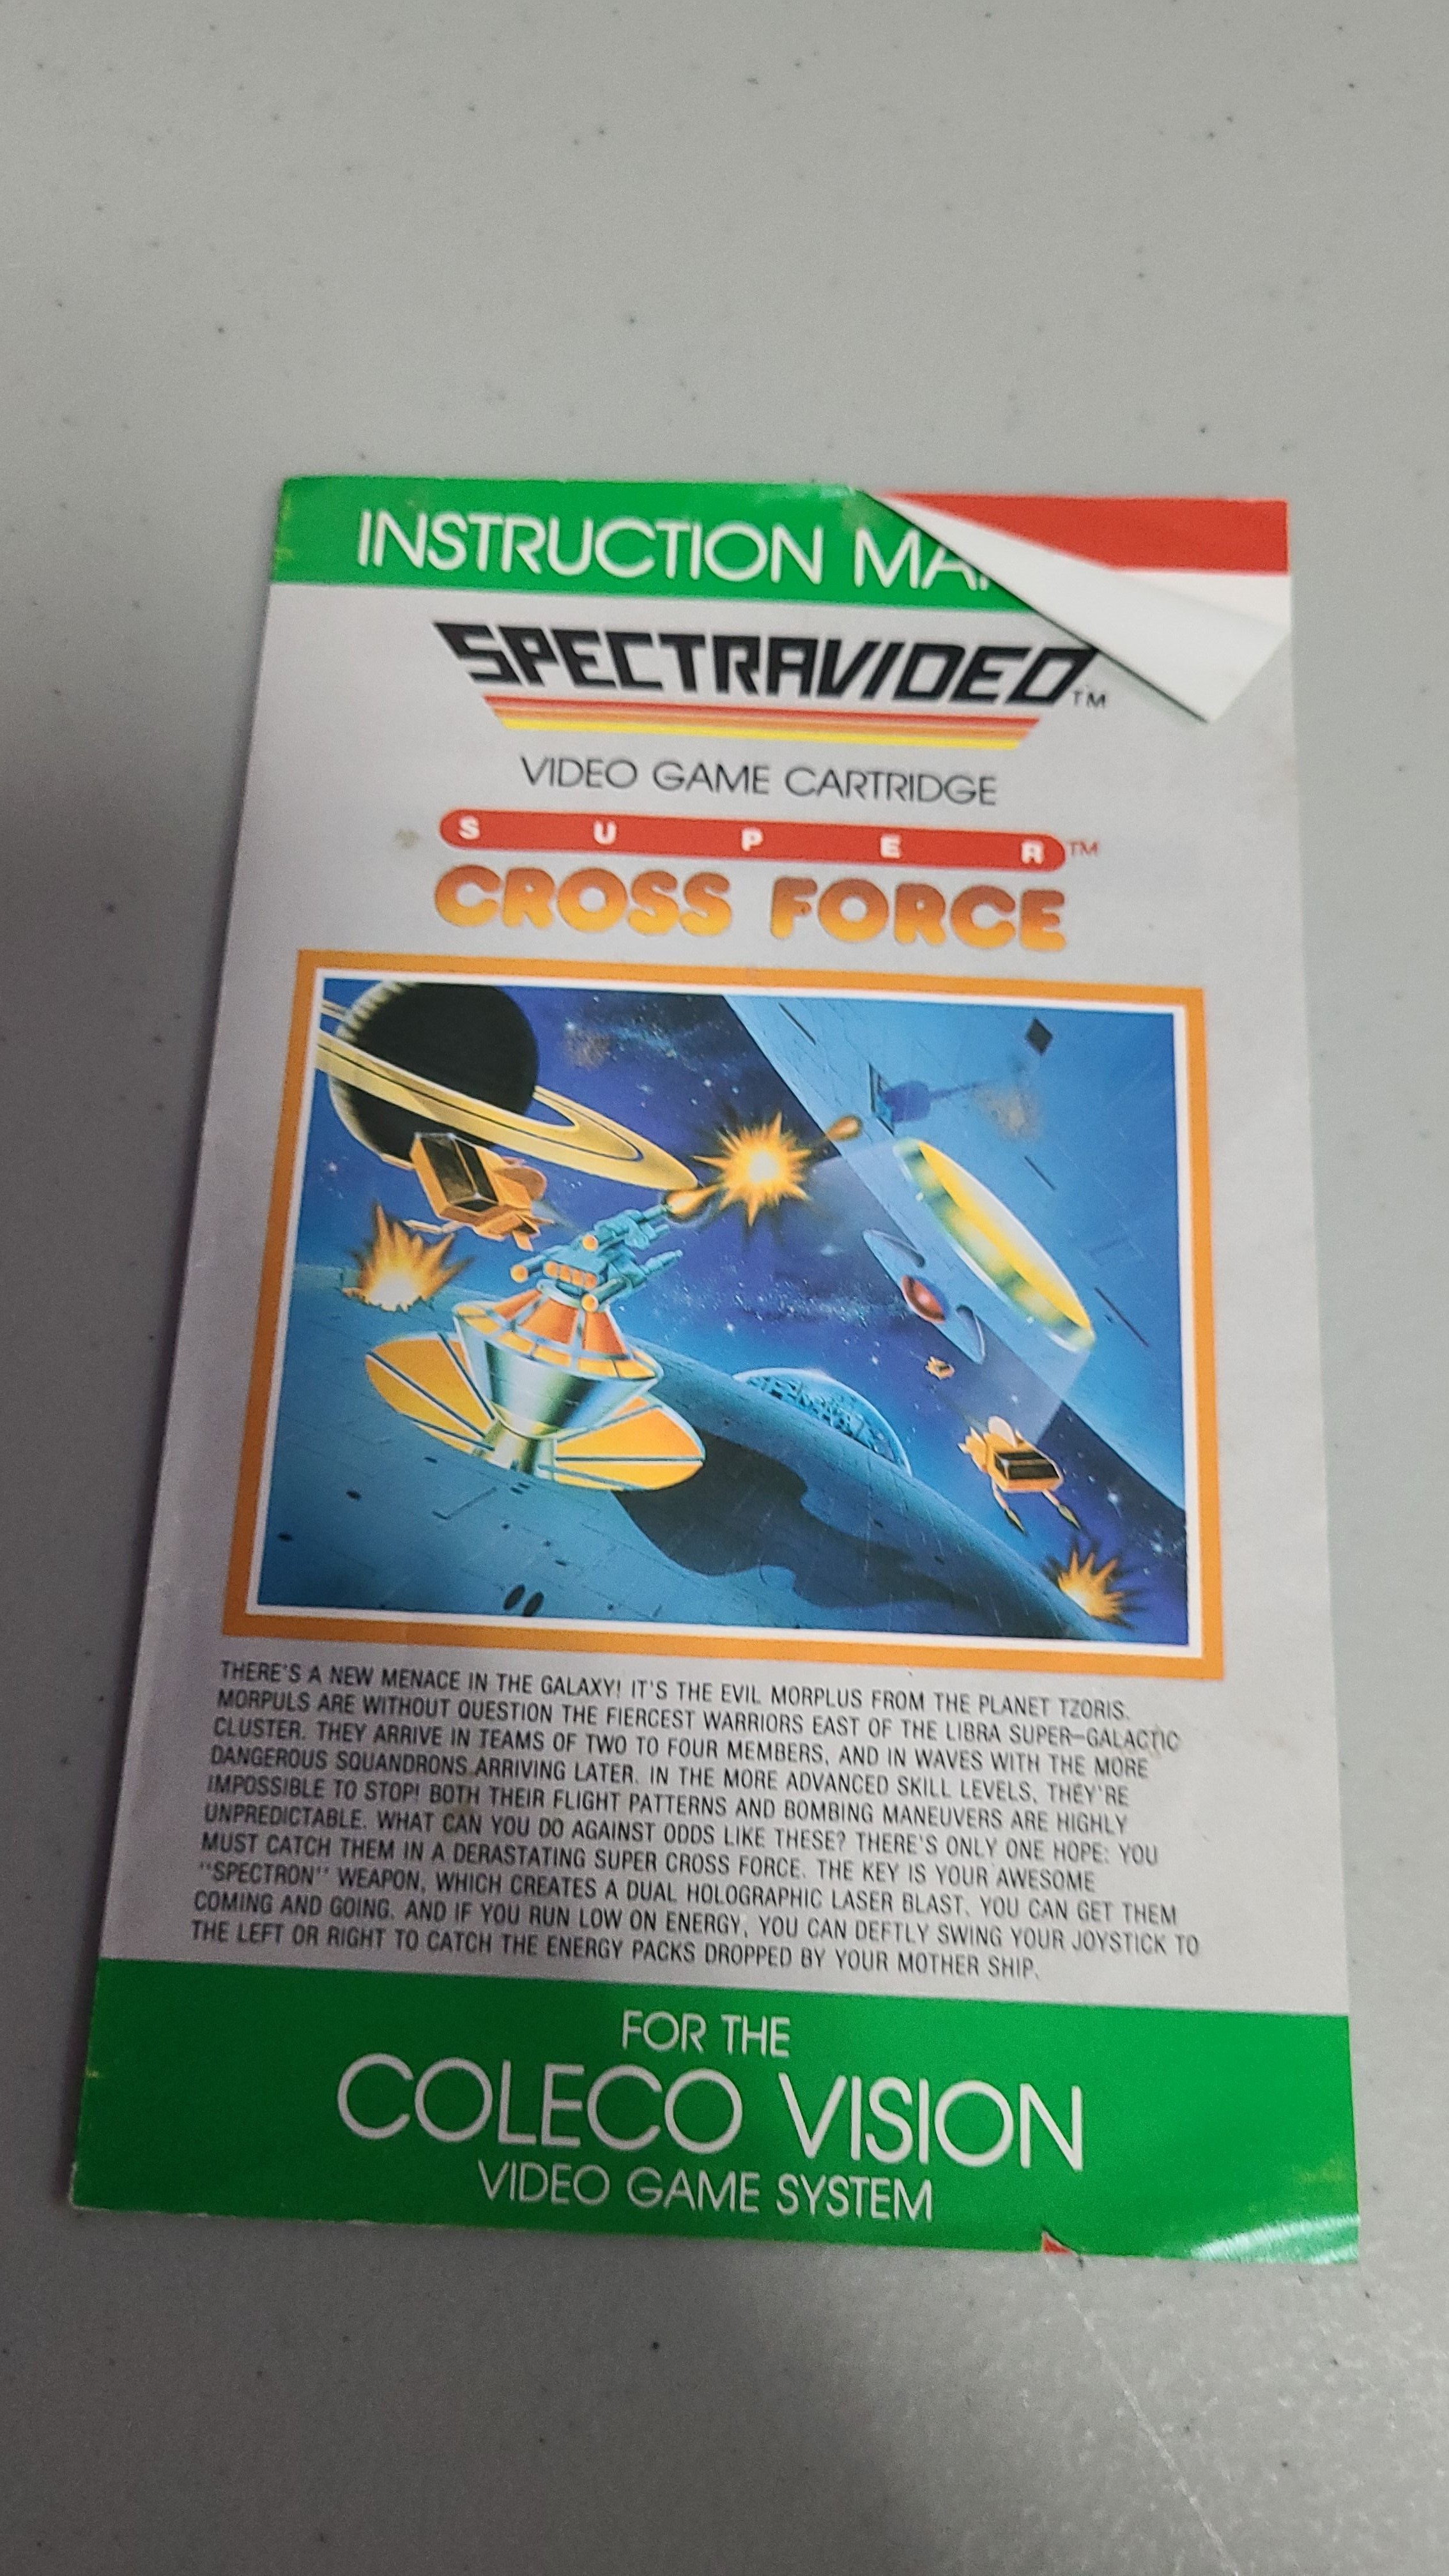 INSTRUCTION MA
SPECTRAVIDEO™
VIDEO GAME CARTRIDGE
SUPER™
CROSS FORCE
THERE'S A NEW MENACE IN THE GALAXY! IT'S THE EVIL MORPLUS FROM THE PLANET TZORIS.
MORPULS ARE WITHOUT QUESTION THE FIERCEST WARRIORS EAST OF THE LIBRA SUPER-GALACTIC
CLUSTER. THEY ARRIVE IN TEAMS OF TWO TO FOUR MEMBERS, AND IN WAVES WITH THE MORE
DANGEROUS SQUANDRONS ARRIVING LATER. IN THE MORE ADVANCED SKILL LEVELS, THEY'RE
IMPOSSIBLE TO STOP! BOTH THEIR FLIGHT PATTERNS AND BOMBING MANEUVERS ARE HIGHLY
UNPREDICTABLE. WHAT CAN YOU DO AGAINST ODDS LIKE THESE? THERE'S ONLY ONE HOPE: YOU
MUST CATCH THEM IN A DERASTATING SUPER CROSS FORCE. THE KEY IS YOUR AWESOME
"SPECTRON" WEAPON, WHICH CREATES A DUAL HOLOGRAPHIC LASER BLAST. YOU CAN GET THEM
COMING AND GOING. AND IF YOU RUN LOW ON ENERGY, YOU CAN DEFTLY SWING YOUR JOYSTICK TO
THE LEFT OR RIGHT TO CATCH THE ENERGY PACKS DROPPED BY YOUR MOTHER SHIP.
FOR THE
COLECO VISION
VIDEO GAME SYSTEM